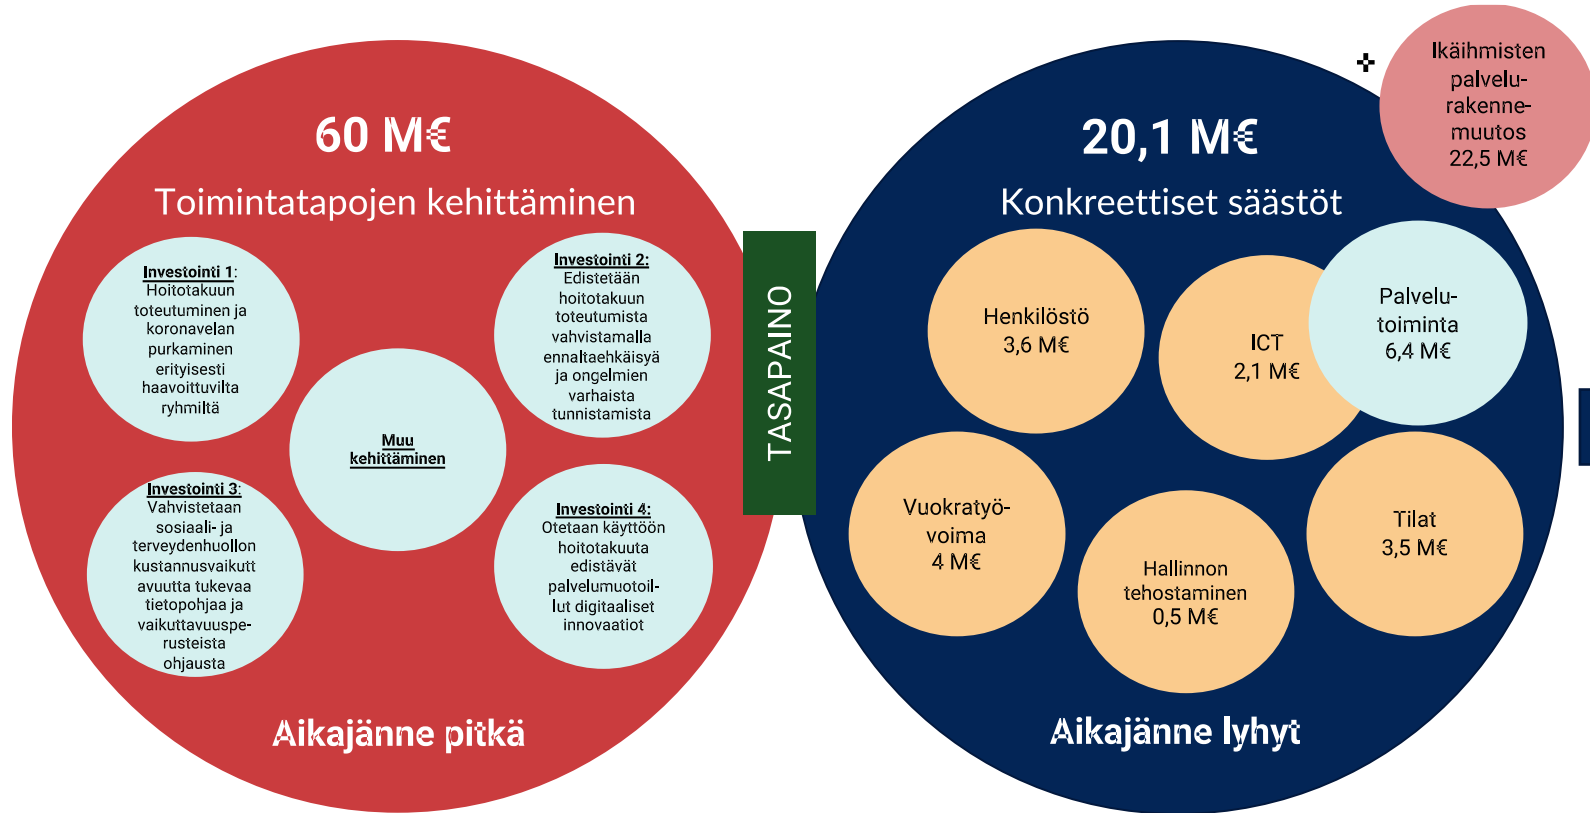 60 M€
Toimintatapojen kehittäminen
Investointi 1:
Hoitotakuun
toteutuminen ja
koronavelan
purkaminen
erityisesti
haavoittuvilta
ryhmiltä
Investointi 2:
Edistetään
hoitotakuun
toteutumista
vahvistamalla
ennaltaehkäisyä
ja ongelmien
varhaista
tunnistamista
Muu
kehittäminen
Investointi 3:
Vahvistetaan
sosiaali- ja
terveydenhuollon
kustannusvaikutt
avuutta tukevaa
tietopohjaa ja
vaikuttavuuspe-
rusteista
ohjausta
Investointi 4:
Otetaan käyttöön
hoitotakuuta
edistävät
palvelumuotoil-
lut digitaaliset
innovaatiot
Aikajänne pitkä
TASAPAINO
20,1 M€
Konkreettiset säästöt
Ikäihmisten
palvelu-
rakenne-
muutos
22,5 M€
Henkilöstö
3,6 M€
ICT
2,1 M€
Palvelu-
toiminta
6,4 M€
Vuokratyö-
voima
4 M€
Hallinnon
tehostaminen
0,5 M€
Tilat
3,5 M€
Aikajänne lyhyt